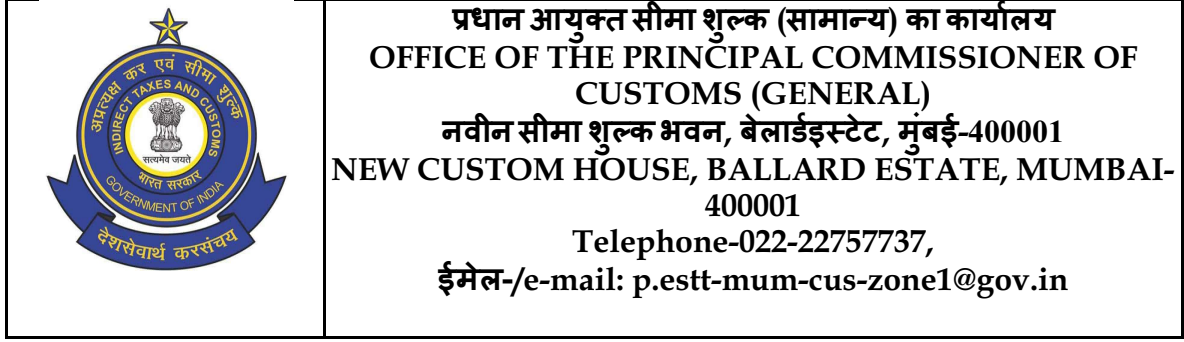 अप्रत्यक्ष कर एवं सीमा शुल्क
INDIRECT TAXES AND CUSTOMS
सत्यमेव जयते
भारत सरकार
GOVERNMENT OF INDIA
देशसेवार्थ करसंचय
प्रधान आयुक्त सीमा शुल्क (सामान्य) का कार्यालय
OFFICE OF THE PRINCIPAL COMMISSIONER OF
CUSTOMS (GENERAL)
नवीन सीमा शुल्क भवन, बेलार्डइस्टेट, मुंबई-400001
NEW CUSTOM HOUSE, BALLARD ESTATE, MUMBAI-
400001
Telephone-022-22757737,
ईमेल-/e-mail: p.estt-mum-cus-zone1@gov.in